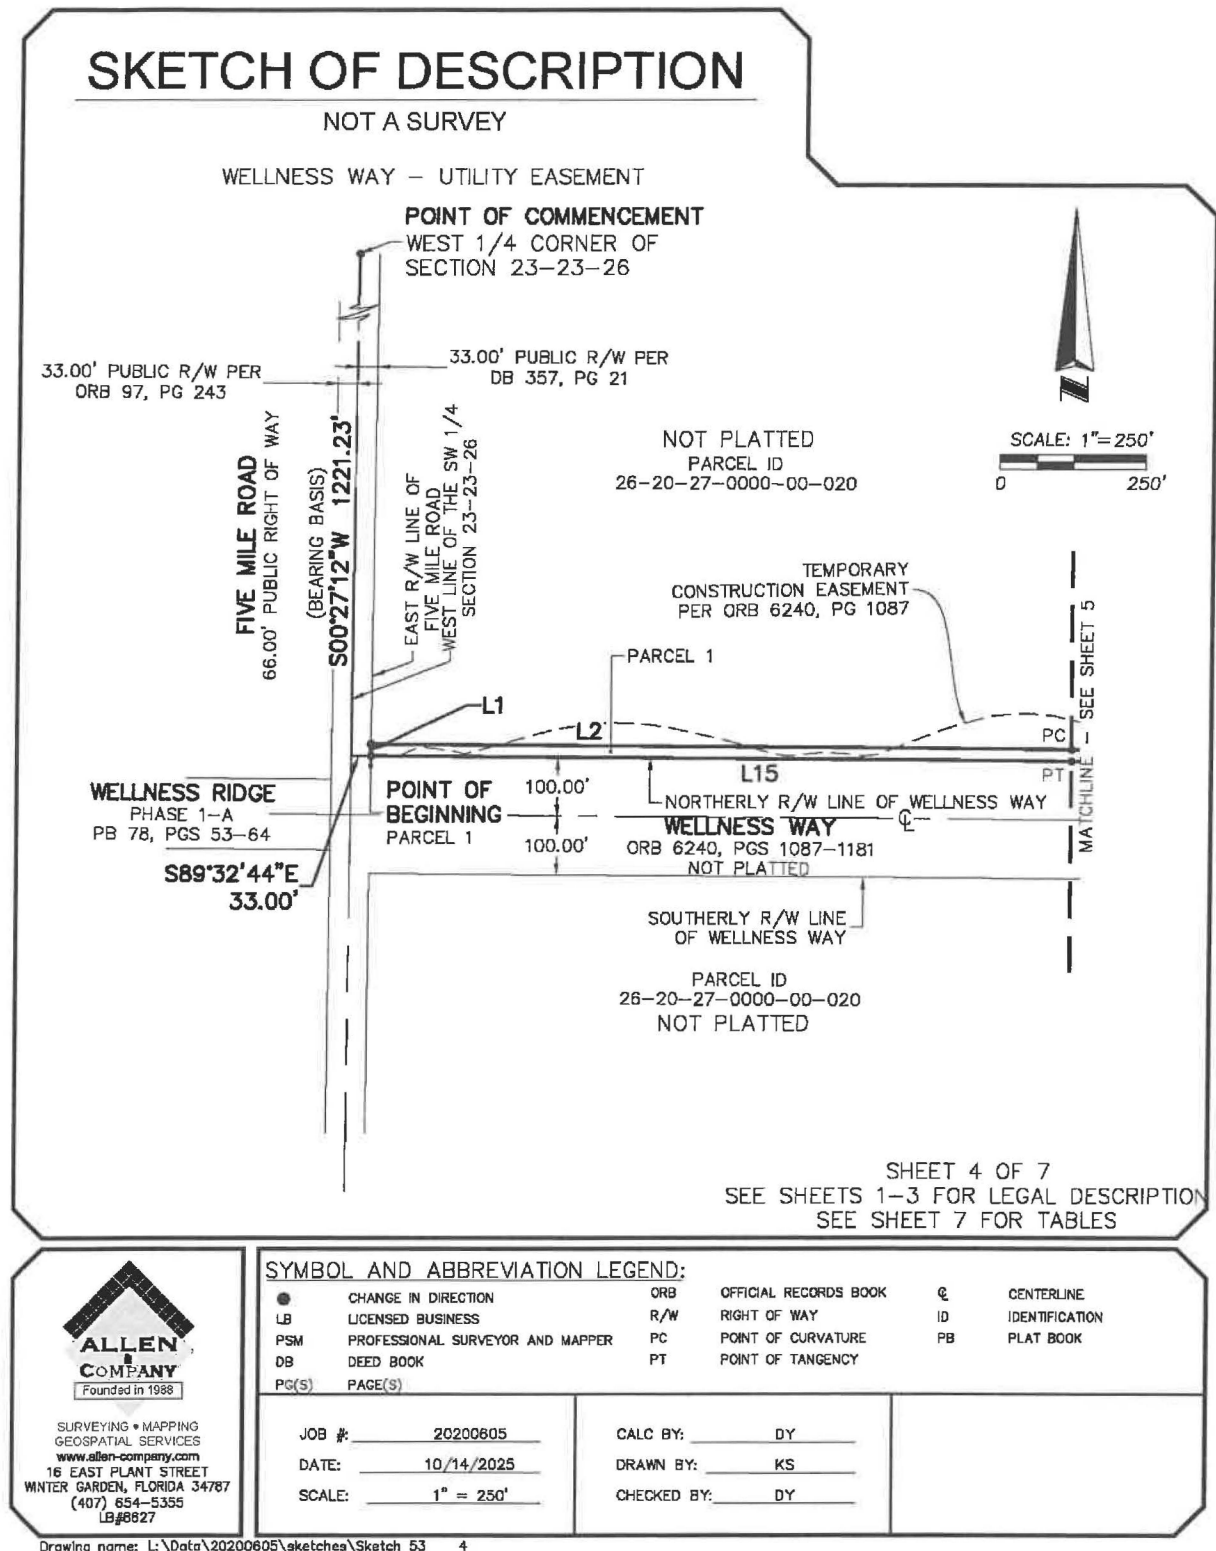 SKETCH OF DESCRIPTION
NOT A SURVEY
WELLNESS WAY - UTILITY EASEMENT
POINT OF COMMENCEMENT
WEST 1/4 CORNER OF
SECTION 23-23-26
33.00' PUBLIC R/W PER
ORB 97, PG 243
33.00' PUBLIC R/W PER
DB 357, PG 21
FIVE MILE ROAD
66.00' PUBLIC RIGHT OF WAY
(BEARING BASIS)
S00°27'12"W 1221.23'
EAST R/W LINE OF
FIVE MILE ROAD
WEST LINE OF THE SW 1/4
SECTION 23-23-26
NOT PLATTED
PARCEL ID
26-20-27-0000-00-020
SCALE: 1"=250'
0 250'
TEMPORARY
CONSTRUCTION EASEMENT
PER ORB 6240, PG 1087
PARCEL 1
MATCHLINE - SEE SHEET 5
L1
L2
PC
L15
PT
WELLNESS RIDGE
PHASE 1-A
PB 78, PGS 53-64
POINT OF
BEGINNING
PARCEL 1
100.00'
100.00'
NORTHERLY R/W LINE OF WELLNESS WAY
WELLNESS WAY
ORB 6240, PGS 1087-1181
NOT PLATTED
℄
S89°32'44"E
33.00'
SOUTHERLY R/W LINE
OF WELLNESS WAY
PARCEL ID
26-20-27-0000-00-020
NOT PLATTED
SHEET 4 OF 7
SEE SHEETS 1-3 FOR LEGAL DESCRIPTION
SEE SHEET 7 FOR TABLES
ALLEN
&
COMPANY
Founded in 1988
SURVEYING • MAPPING
GEOSPATIAL SERVICES
www.allen-company.com
16 EAST PLANT STREET
WINTER GARDEN, FLORIDA 34787
(407) 654-5355
LB#6627
SYMBOL AND ABBREVIATION LEGEND:
CHANGE IN DIRECTION
LB LICENSED BUSINESS
PSM PROFESSIONAL SURVEYOR AND MAPPER
DB DEED BOOK
PG(S) PAGE(S)
ORB OFFICIAL RECORDS BOOK
R/W RIGHT OF WAY
PC POINT OF CURVATURE
PT POINT OF TANGENCY
℄ CENTERLINE
ID IDENTIFICATION
PB PLAT BOOK
JOB #: 20200605
DATE: 10/14/2025
SCALE: 1" = 250'
CALC BY: DY
DRAWN BY: KS
CHECKED BY: DY
Drawing name: L:\Data\20200605\sketches\Sketch 53 4